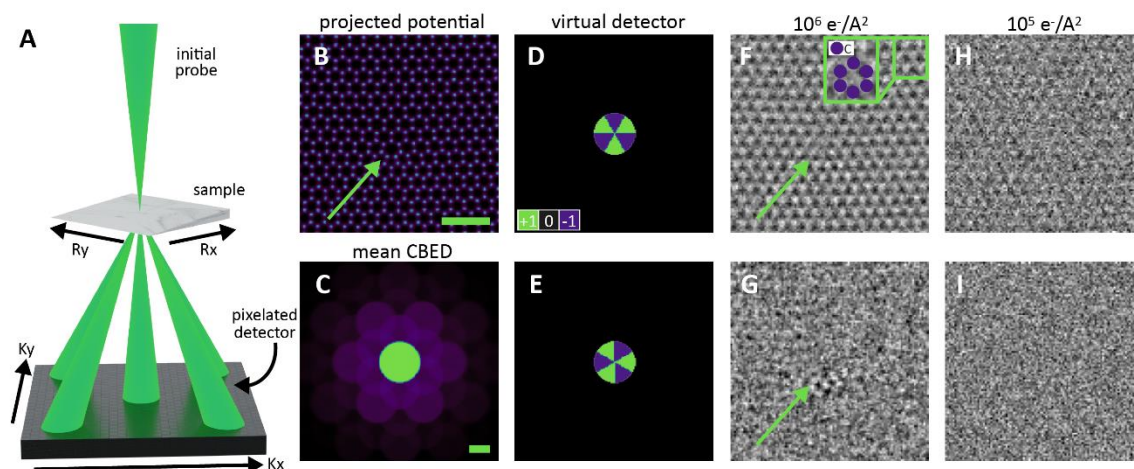 A
initial
probe
sample
Ry
Rx
pixelated
detector
Ky
Kx
projected potential
B
mean CBED
C
virtual detector
D
+1 0 -1
E
10⁶ e⁻/A²
F
C
G
10⁵ e⁻/A²
H
I